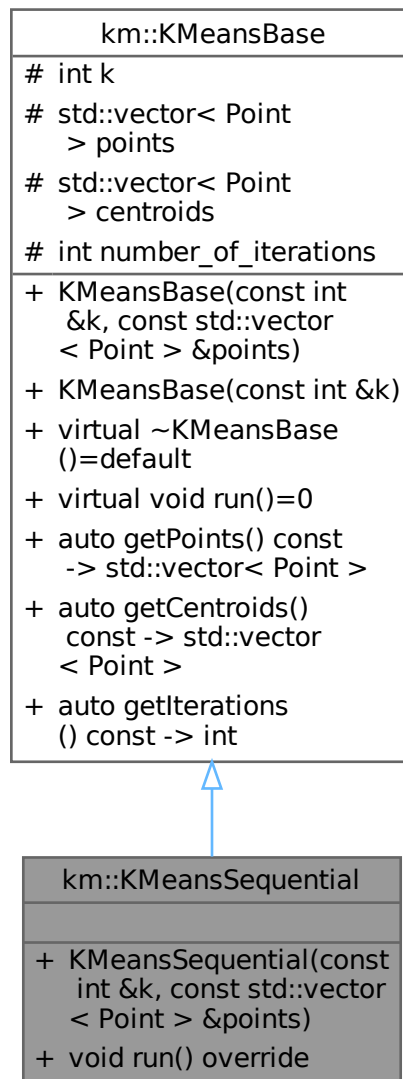 km::KMeansBase
# int k
# std::vector< Point
> points
# std::vector< Point
> centroids
# int number_of_iterations
+ KMeansBase(const int
&k, const std::vector
< Point > &points)
+ KMeansBase(const int &k)
+ virtual ~KMeansBase
()=default
+ virtual void run()=0
+ auto getPoints() const
-> std::vector< Point >
+ auto getCentroids()
const -> std::vector
< Point >
+ auto getIterations
() const -> int
km::KMeansSequential
+ KMeansSequential(const
int &k, const std::vector
< Point > &points)
+ void run() override